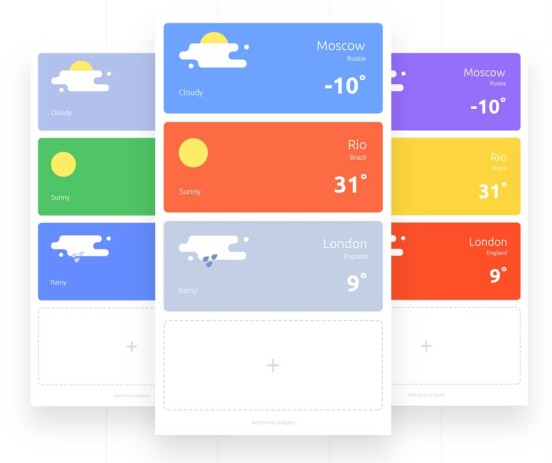 Cloudy
Sunny
Rainy
Add more widgets
Moscow
Russia
-10°
Cloudy
Rio
Brazil
31°
Sunny
London
England
9°
Rainy
Add more widgets
Moscow
Russia
-10°
Rio
Brazil
31°
London
England
9°
Add more widgets